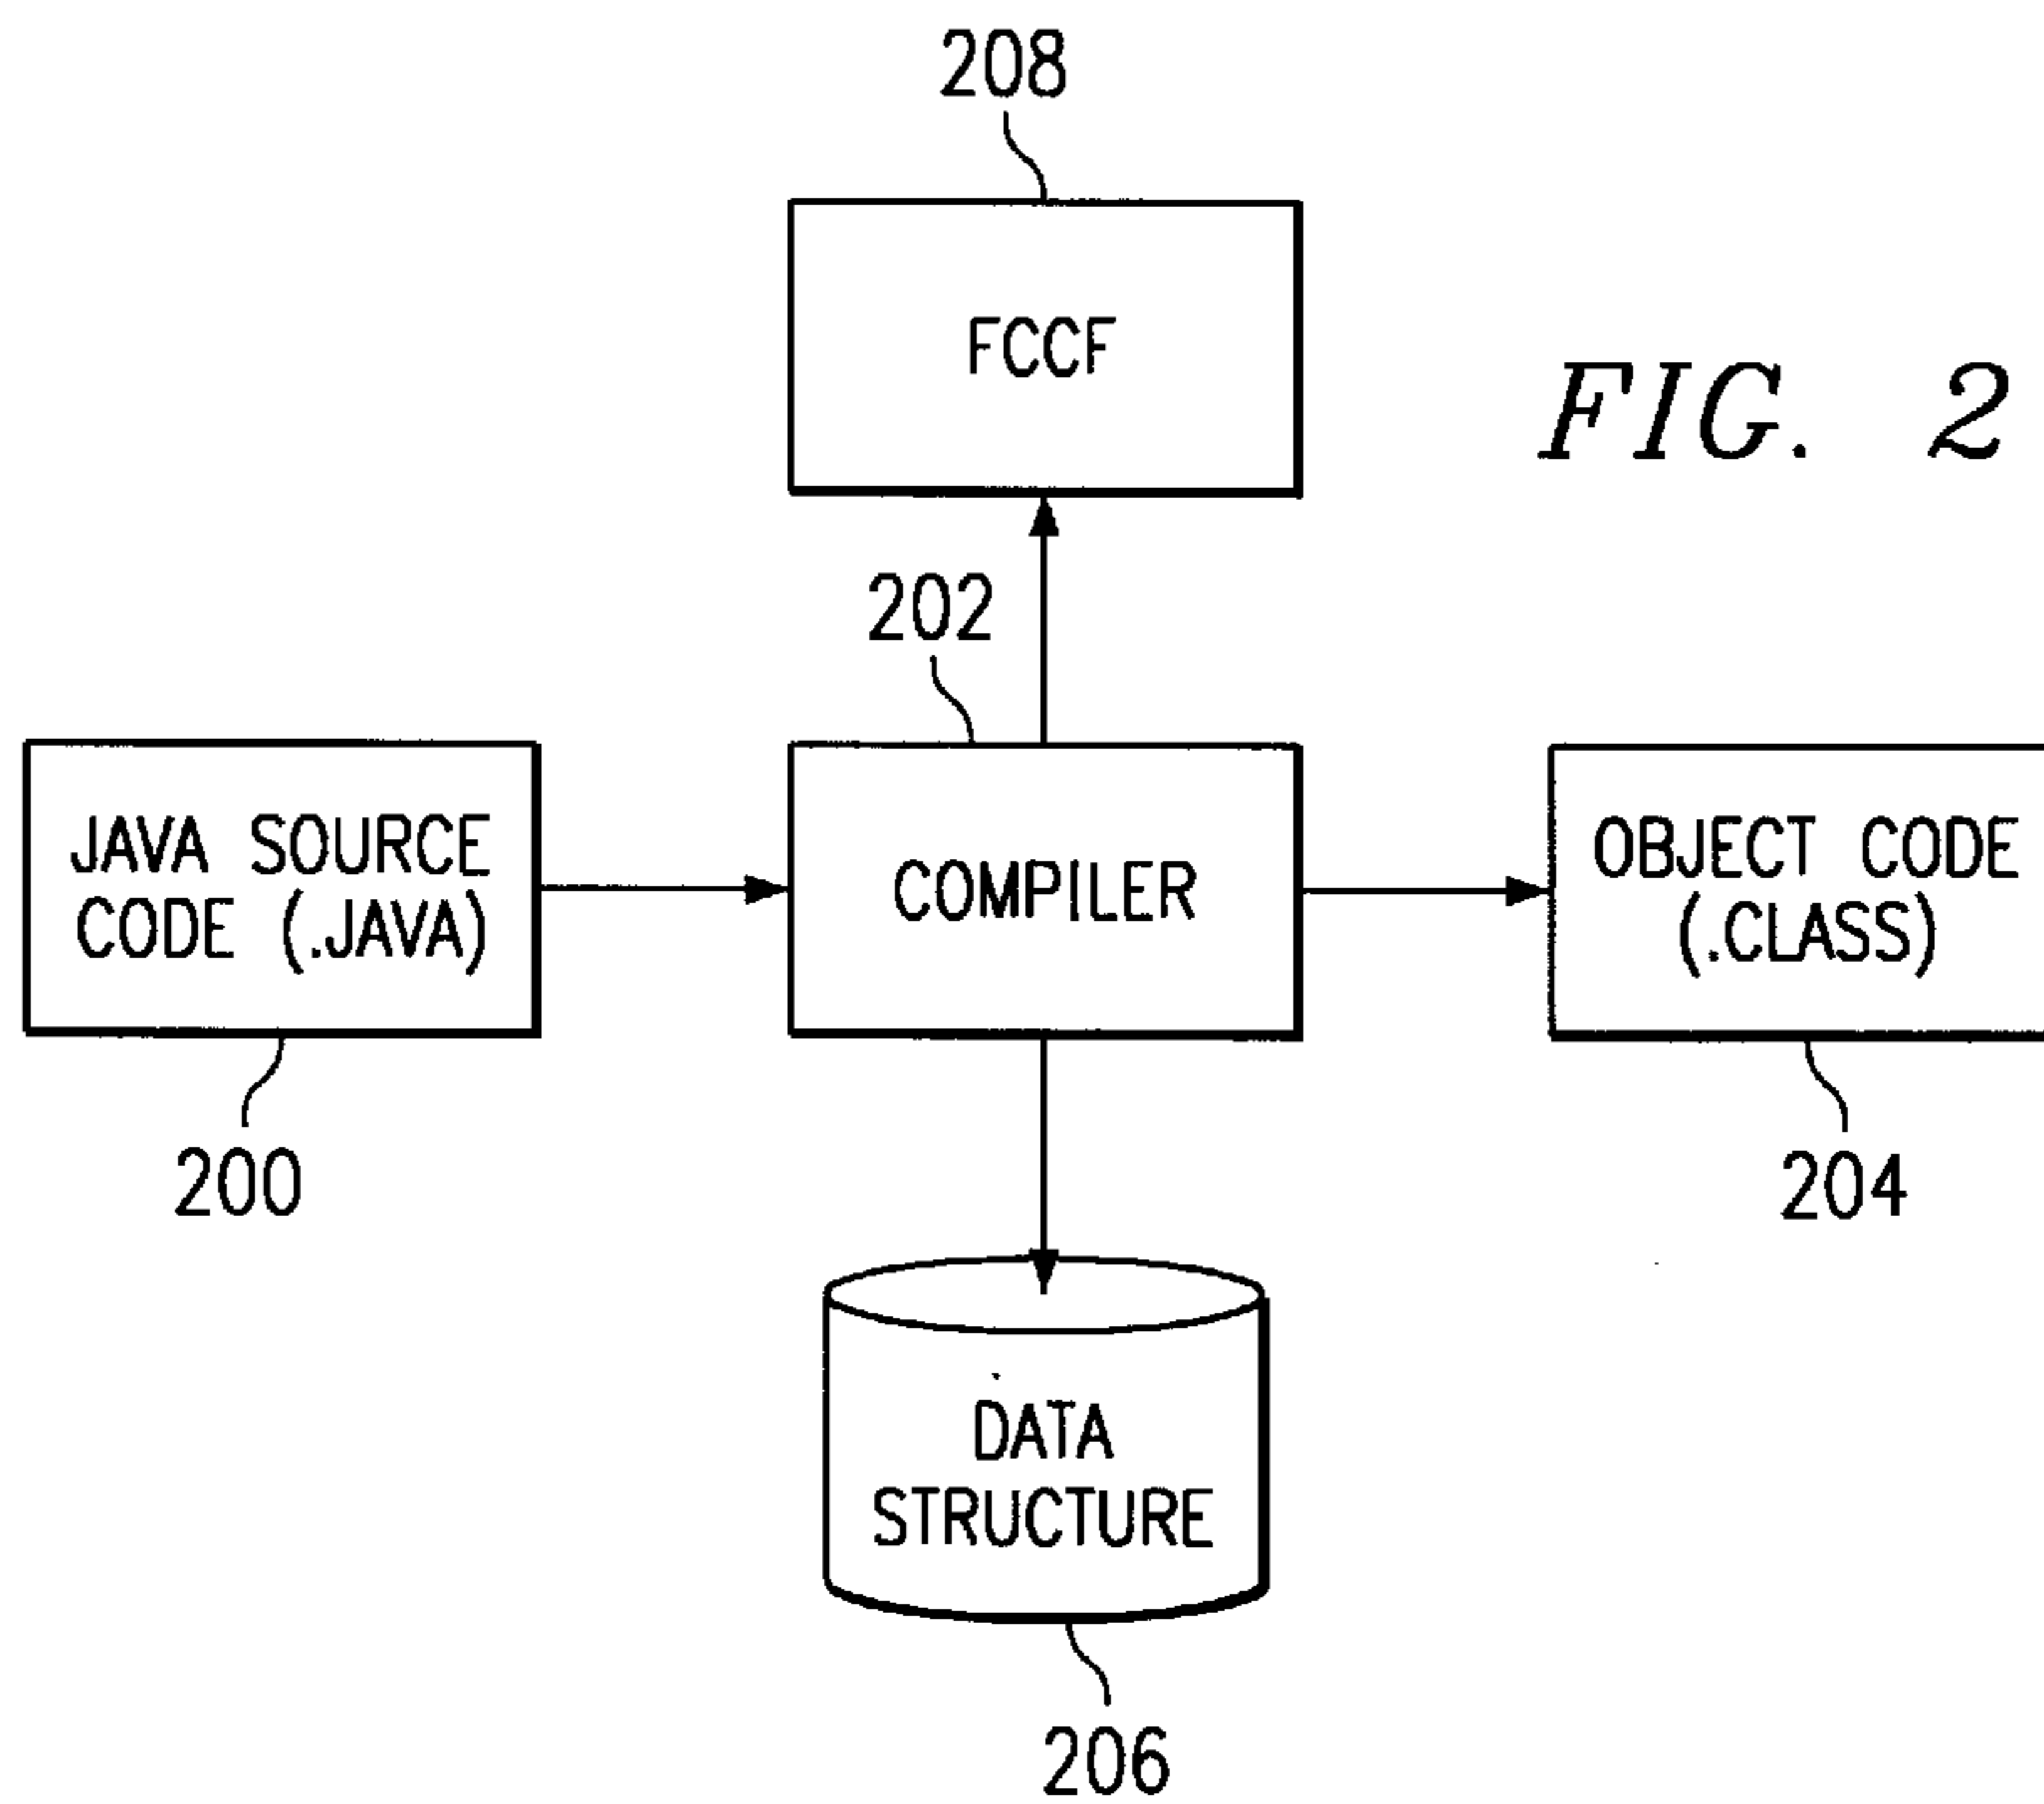 208
FCCF
FIG. 2
202
JAVA SOURCE
CODE (.JAVA)
COMPILER
OBJECT CODE
(.CLASS)
200
204
DATA
STRUCTURE
206